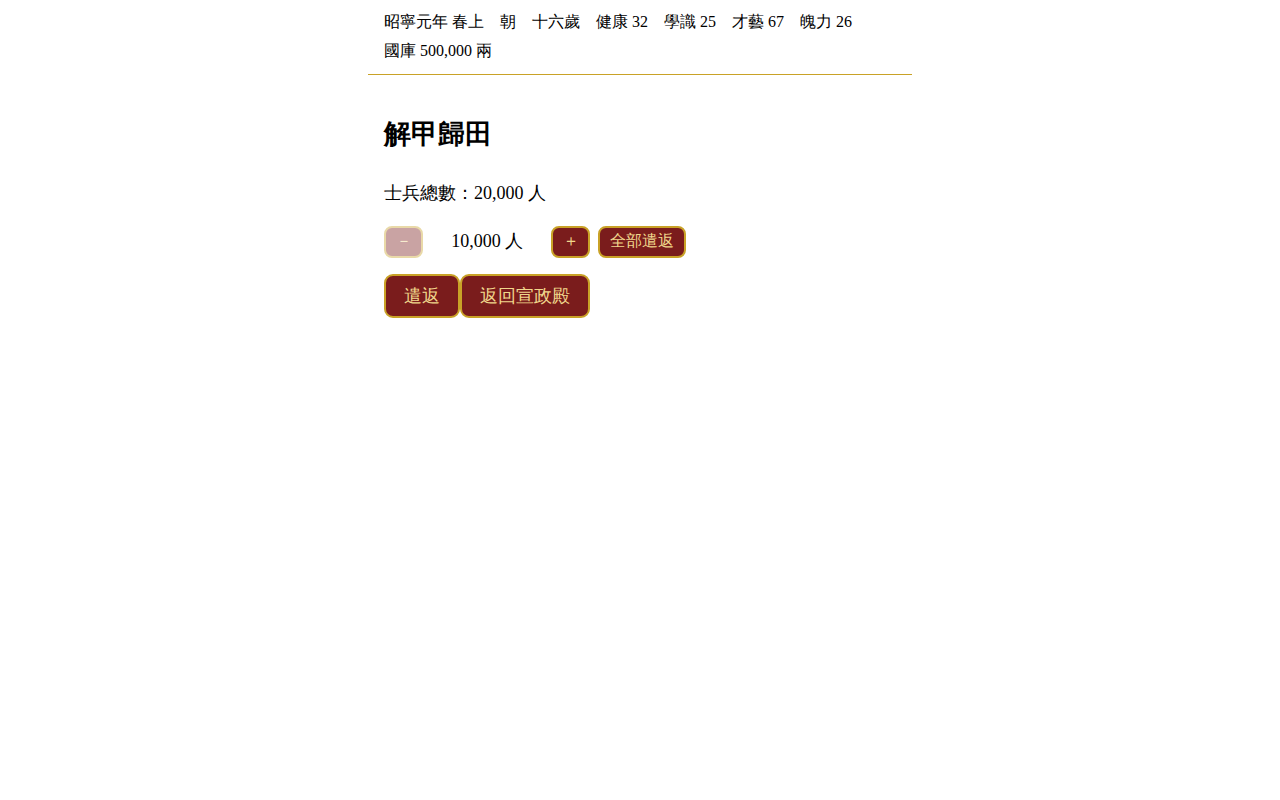 昭寧元年 春上　朝　十六歲　健康 32　學識 25　才藝 67　魄力 26
國庫 500,000 兩
解甲歸田
士兵總數：20,000 人
－ 10,000 人 ＋ 全部遣返
遣返 返回宣政殿